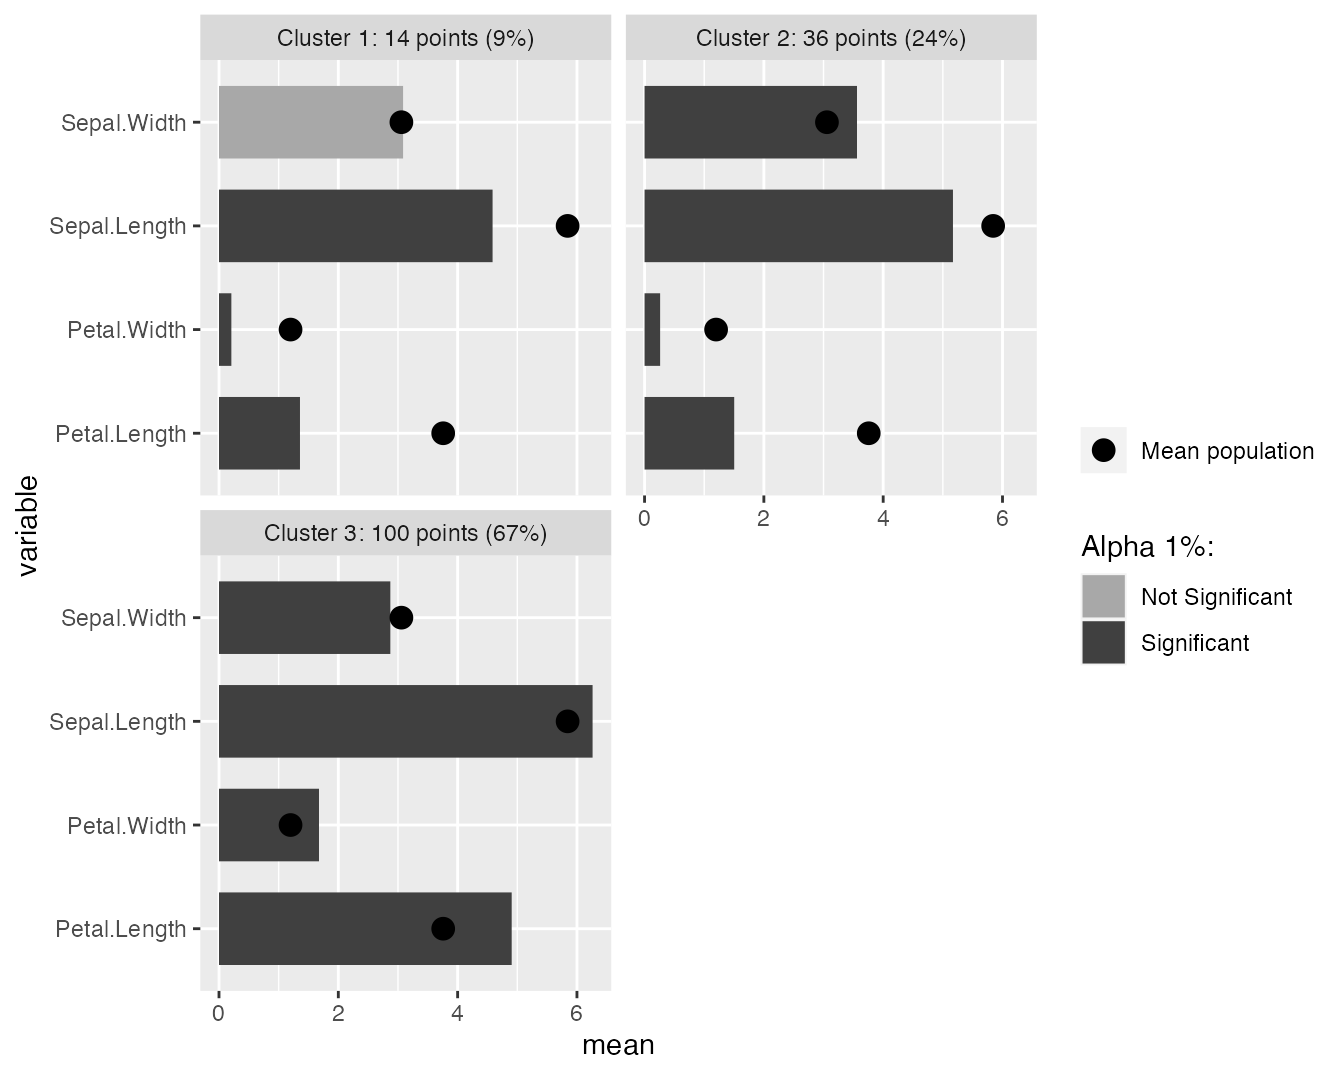 Cluster 1: 14 points (9%)
Cluster 2: 36 points (24%)
Sepal.Width
Sepal.Length
Petal.Width
Petal.Length
0 2 4 6
Cluster 3: 100 points (67%)
Sepal.Width
Sepal.Length
Petal.Width
Petal.Length
0 2 4 6
mean
variable
Mean population
Alpha 1%:
Not Significant
Significant